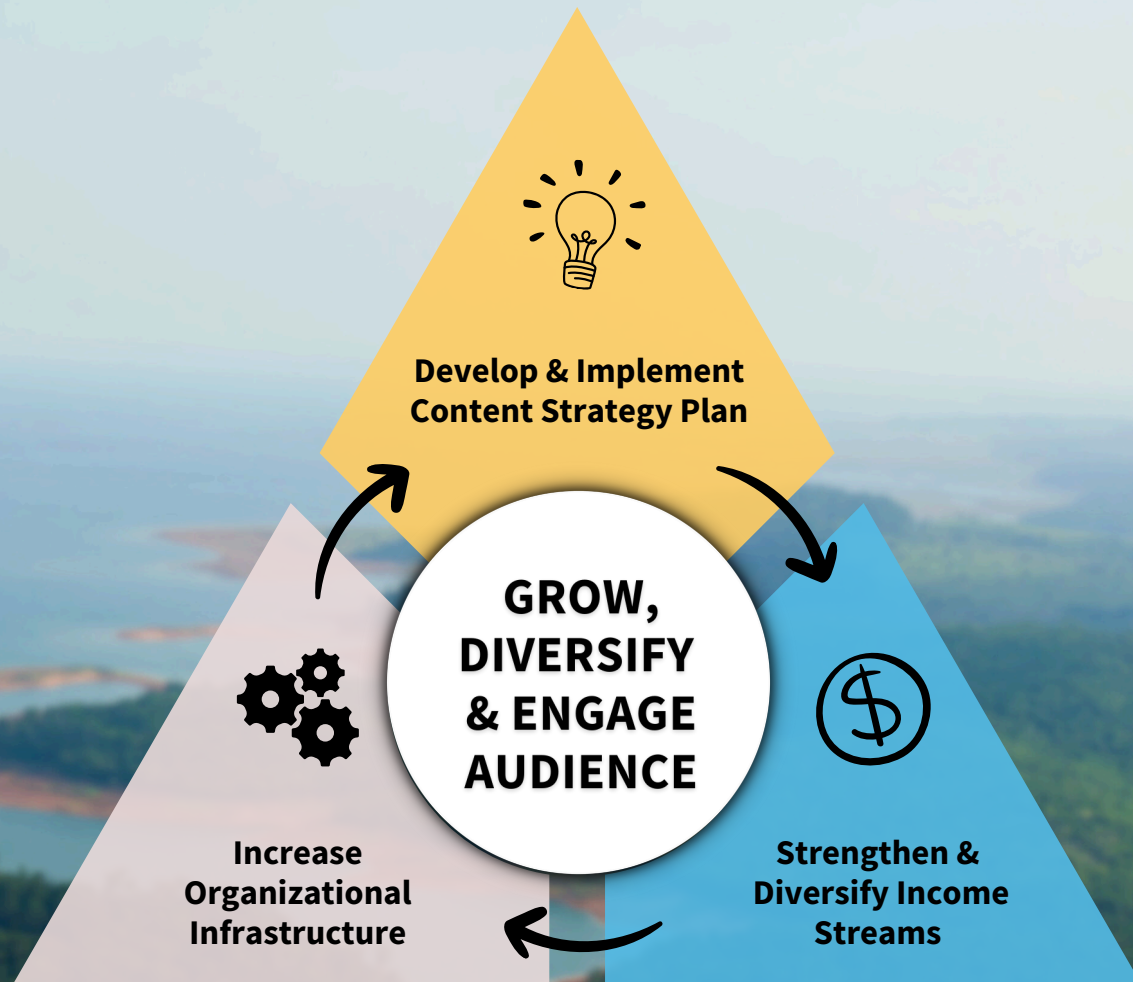 Develop & Implement
Content Strategy Plan
GROW,
DIVERSIFY
& ENGAGE
AUDIENCE
Increase
Organizational
Infrastructure
Strengthen &
Diversify Income
Streams